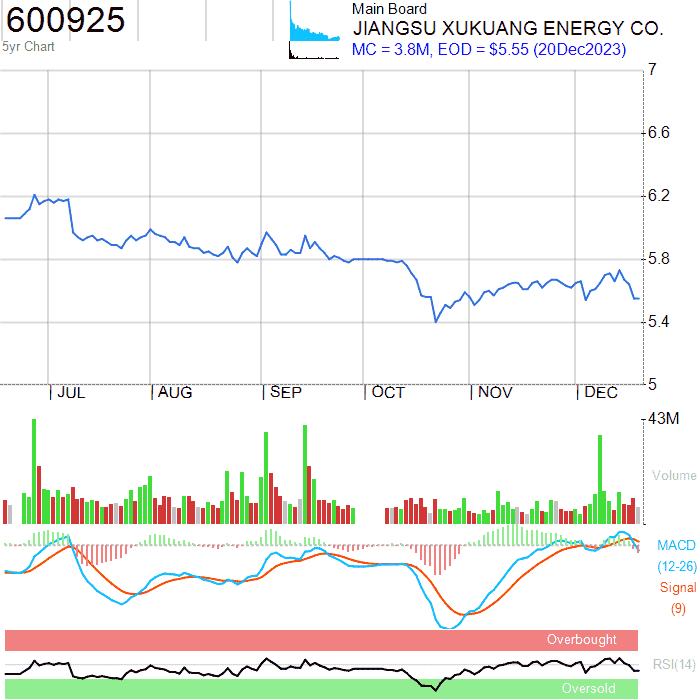 600925
Main Board
JIANGSU XUKUANG ENERGY CO.
5yr Chart
MC = 3.8M, EOD = $5.55 (20Dec2023)
7
6.6
6.2
5.8
5.4
5
JUL AUG SEP OCT NOV DEC
43M
Volume
MACD
(12-26)
Signal
(9)
Overbought
RSI(14)
Oversold